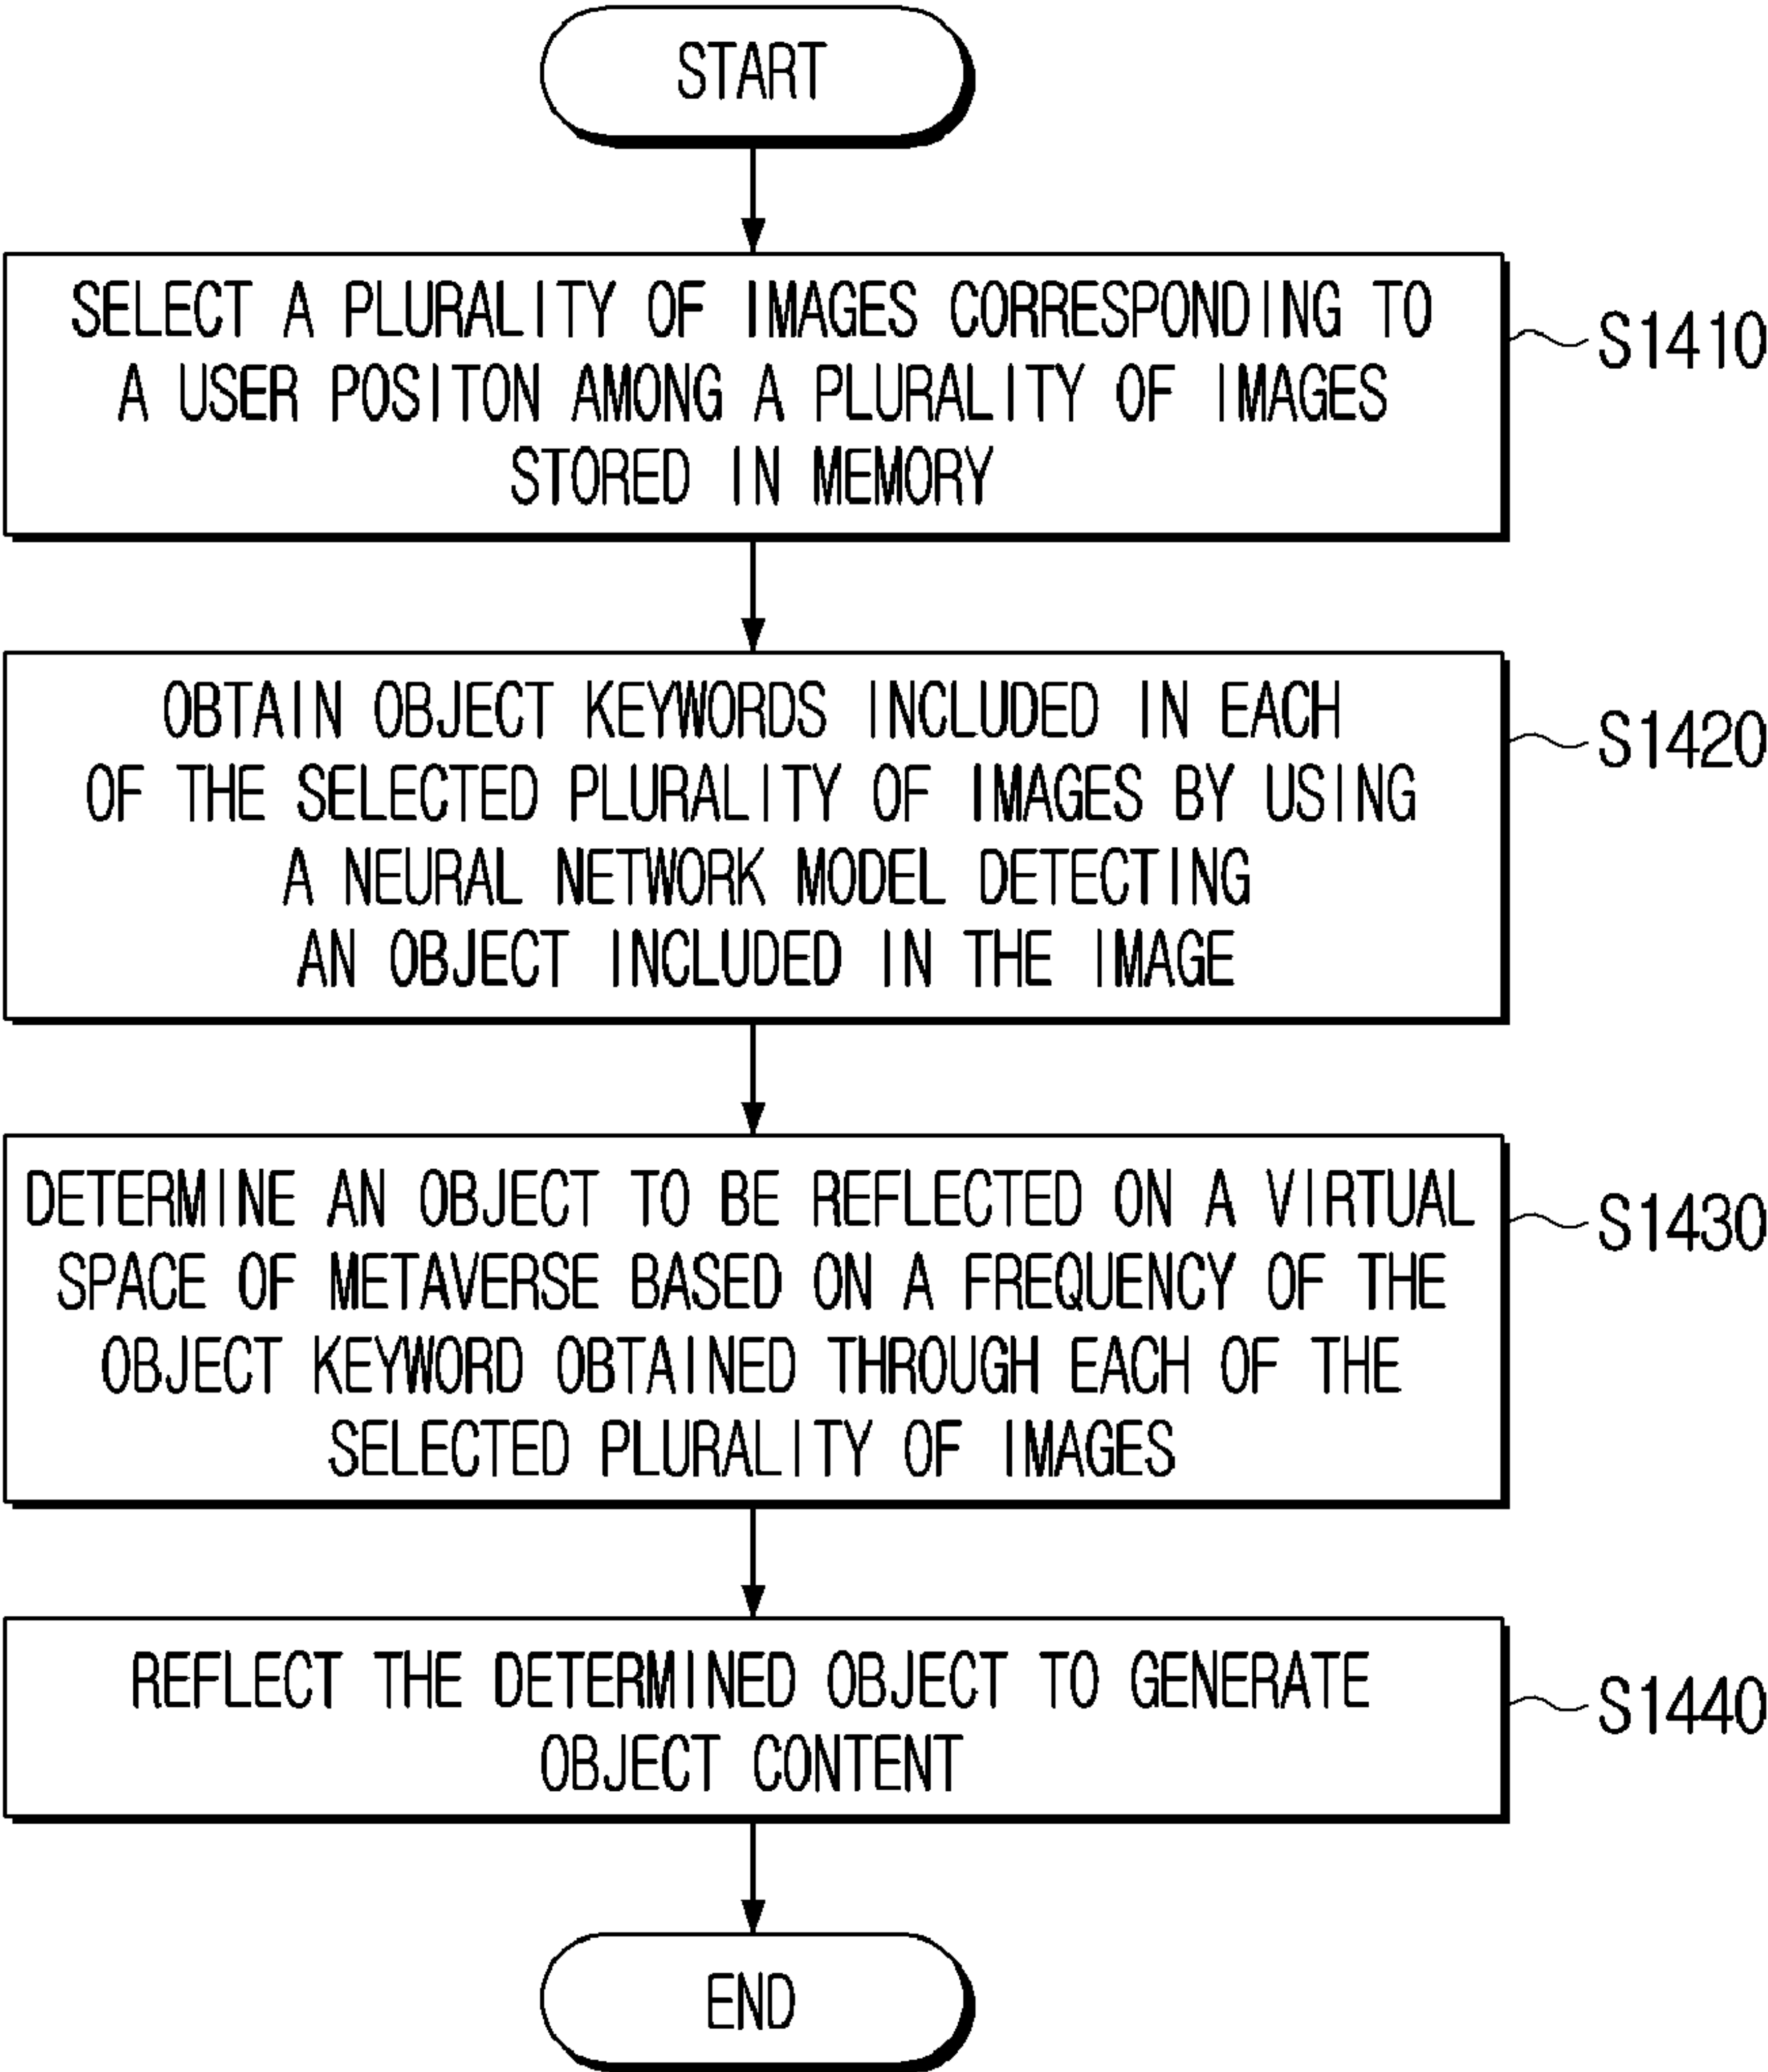 START
SELECT A PLURALITY OF IMAGES CORRESPONDING TO
A USER POSITON AMONG A PLURALITY OF IMAGES
STORED IN MEMORY
S1410
OBTAIN OBJECT KEYWORDS INCLUDED IN EACH
OF THE SELECTED PLURALITY OF IMAGES BY USING
A NEURAL NETWORK MODEL DETECTING
AN OBJECT INCLUDED IN THE IMAGE
S1420
DETERMINE AN OBJECT TO BE REFLECTED ON A VIRTUAL
SPACE OF METAVERSE BASED ON A FREQUENCY OF THE
OBJECT KEYWORD OBTAINED THROUGH EACH OF THE
SELECTED PLURALITY OF IMAGES
S1430
REFLECT THE DETERMINED OBJECT TO GENERATE
OBJECT CONTENT
S1440
END